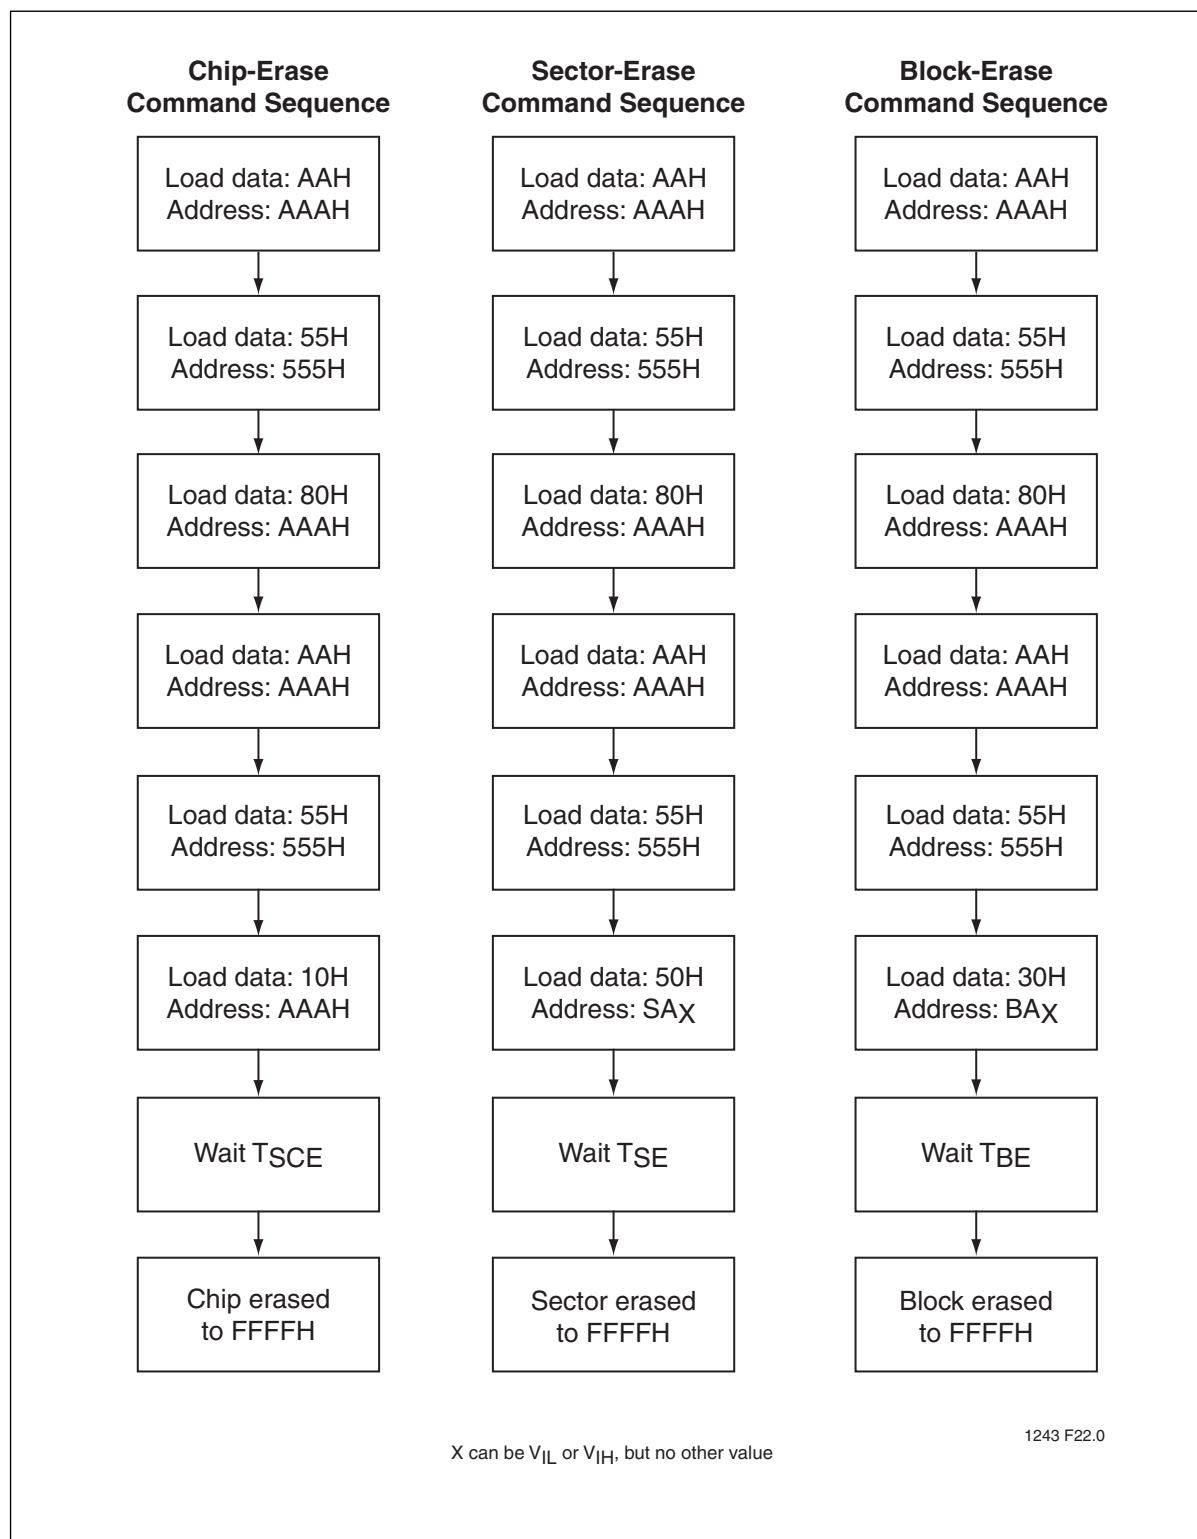 Chip-Erase
Command Sequence
Load data: AAH
Address: AAAH
Load data: 55H
Address: 555H
Load data: 80H
Address: AAAH
Load data: AAH
Address: AAAH
Load data: 55H
Address: 555H
Load data: 10H
Address: AAAH
Wait TSCE
Chip erased
to FFFFH
Sector-Erase
Command Sequence
Load data: AAH
Address: AAAH
Load data: 55H
Address: 555H
Load data: 80H
Address: AAAH
Load data: AAH
Address: AAAH
Load data: 55H
Address: 555H
Load data: 50H
Address: SAX
Wait TSE
Sector erased
to FFFFH
Block-Erase
Command Sequence
Load data: AAH
Address: AAAH
Load data: 55H
Address: 555H
Load data: 80H
Address: AAAH
Load data: AAH
Address: AAAH
Load data: 55H
Address: 555H
Load data: 30H
Address: BAX
Wait TBE
Block erased
to FFFFH
1243 F22.0
X can be VIL or VIH, but no other value